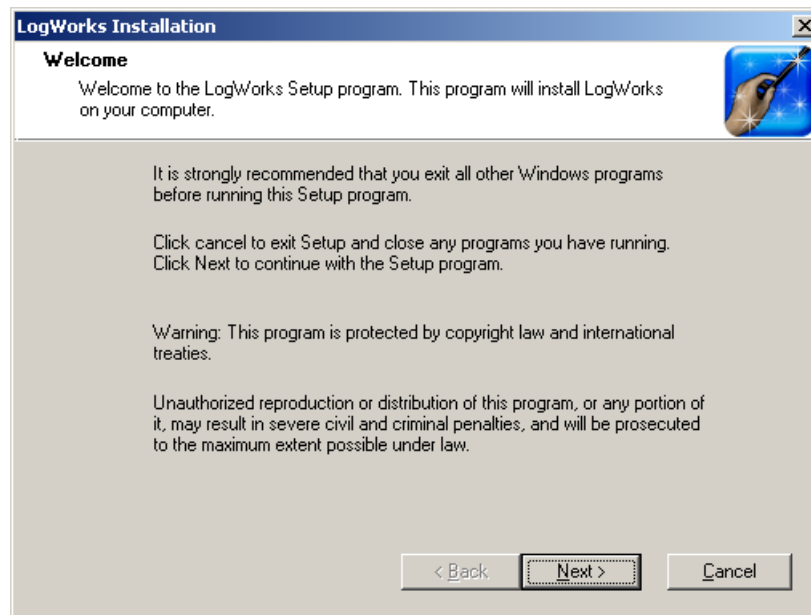 LogWorks Installation
Welcome
Welcome to the LogWorks Setup program. This program will install LogWorks
on your computer.
It is strongly recommended that you exit all other Windows programs
before running this Setup program.
Click cancel to exit Setup and close any programs you have running.
Click Next to continue with the Setup program.
Warning: This program is protected by copyright law and international
treaties.
Unauthorized reproduction or distribution of this program, or any portion of
it, may result in severe civil and criminal penalties, and will be prosecuted
to the maximum extent possible under law.
< Back Next > Cancel